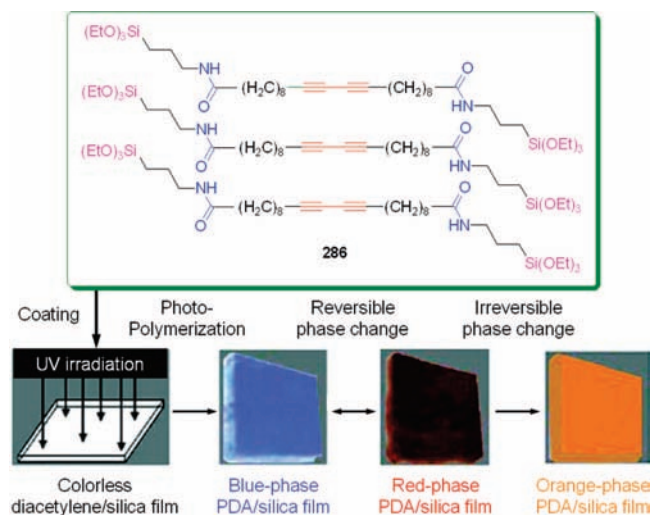 (EtO)3Si
NH
O
(H2C)8
(CH2)8
O
HN
(EtO)3Si
Si(OEt)3
NH
O
(H2C)8
(CH2)8
O
HN
(EtO)3Si
Si(OEt)3
NH
O
(H2C)8
(CH2)8
O
HN
Si(OEt)3
286
Coating
Photo-
Polymerization
Reversible
phase change
Irreversible
phase change
UV irradiation
Colorless
diacetylene/silica film
Blue-phase
PDA/silica film
Red-phase
PDA/silica film
Orange-phase
PDA/silica film